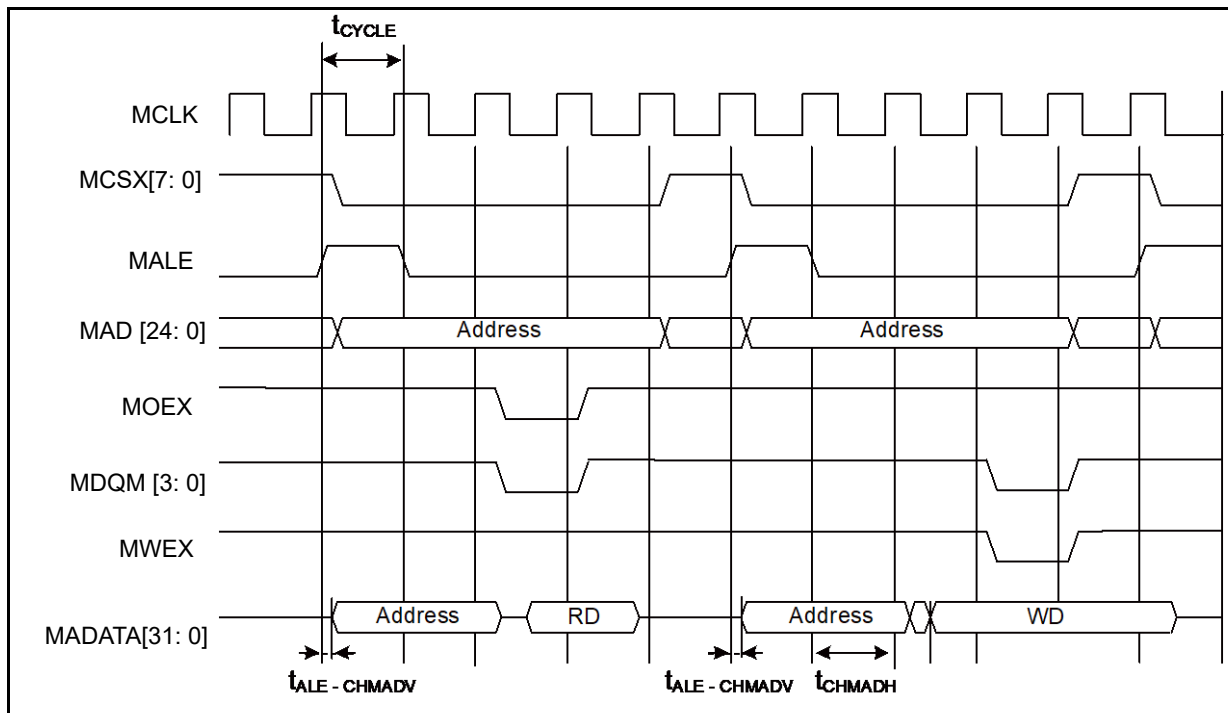 tCYCLE
MCLK
MCSX[7: 0]
MALE
MAD [24: 0]
Address
Address
MOEX
MDQM [3: 0]
MWEX
MADATA[31: 0]
Address
RD
Address
WD
tALE - CHMADV
tALE - CHMADV
tCHMADH